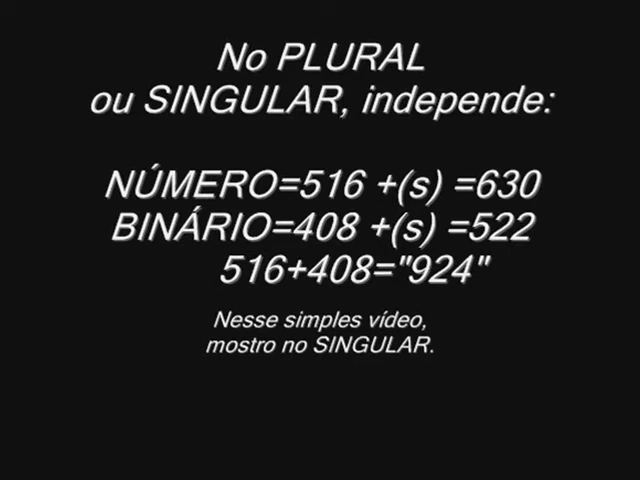 No PLURAL
ou SINGULAR, independe:
NÚMERO=516 +(s) =630
BINÁRIO=408 +(s) =522
516+408="924"
Nesse simples vídeo,
mostro no SINGULAR.